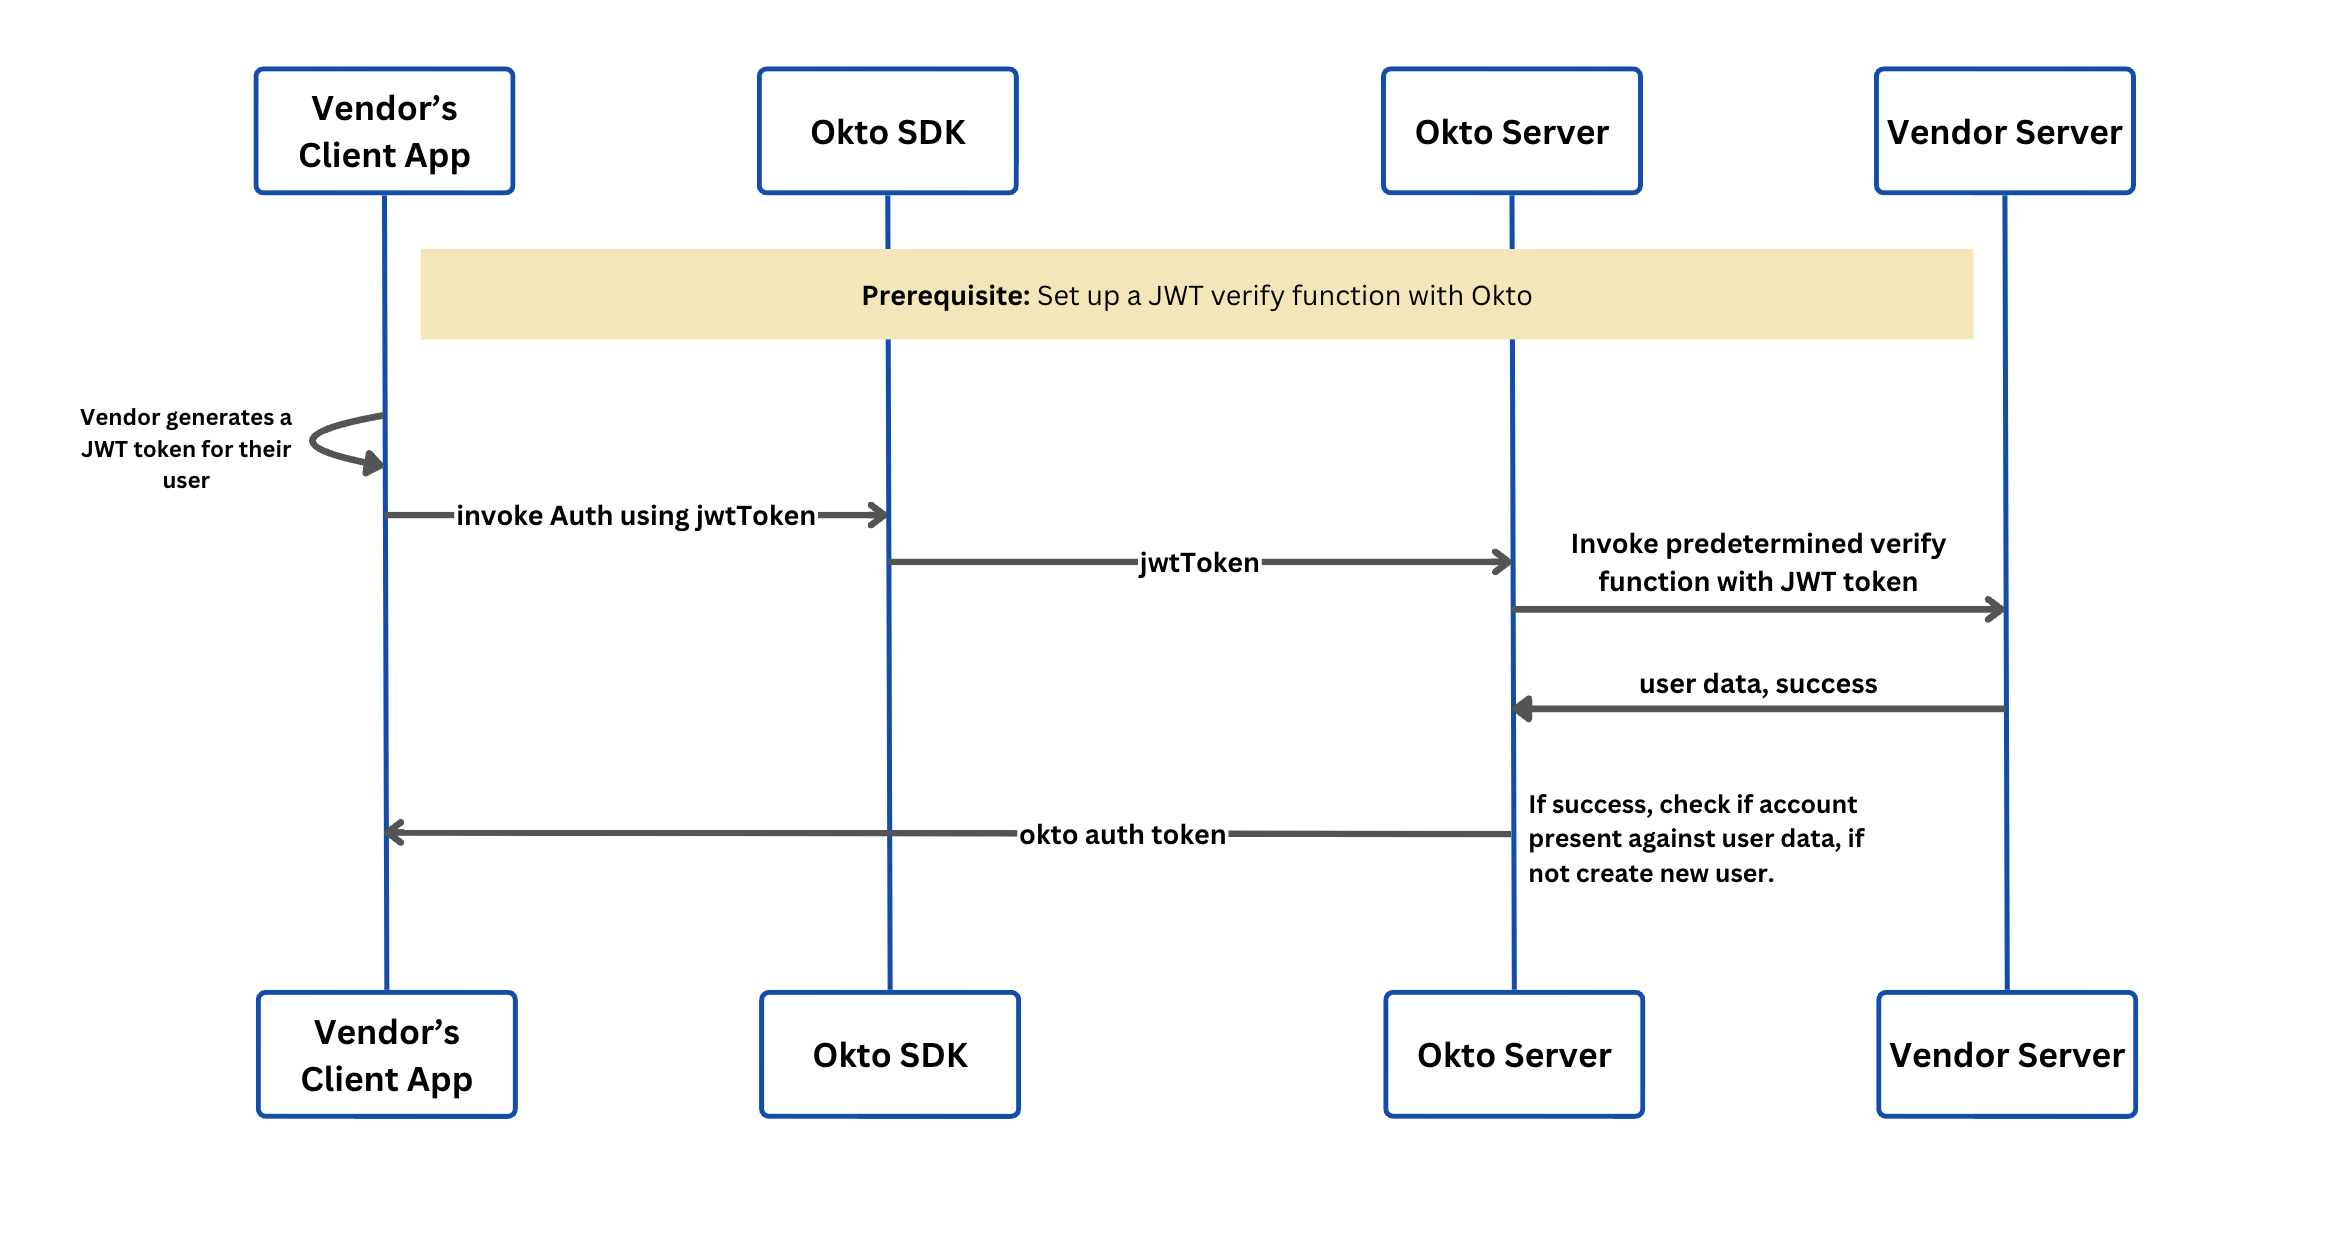 Vendor’s
Client App
Okto SDK
Okto Server
Vendor Server
Prerequisite: Set up a JWT verify function with Okto
Vendor generates a
JWT token for their
user
invoke Auth using jwtToken
jwtToken
Invoke predetermined verify
function with JWT token
user data, success
okto auth token
If success, check if account
present against user data, if
not create new user.
Vendor’s
Client App
Okto SDK
Okto Server
Vendor Server